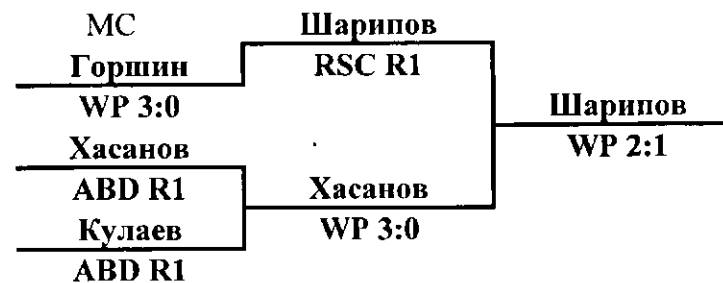 МС
Горшин
WP 3:0
Хасанов
ABD R1
Кулаев
ABD R1
Шарипов
RSC R1
Хасанов
WP 3:0
Шарипов
WP 2:1